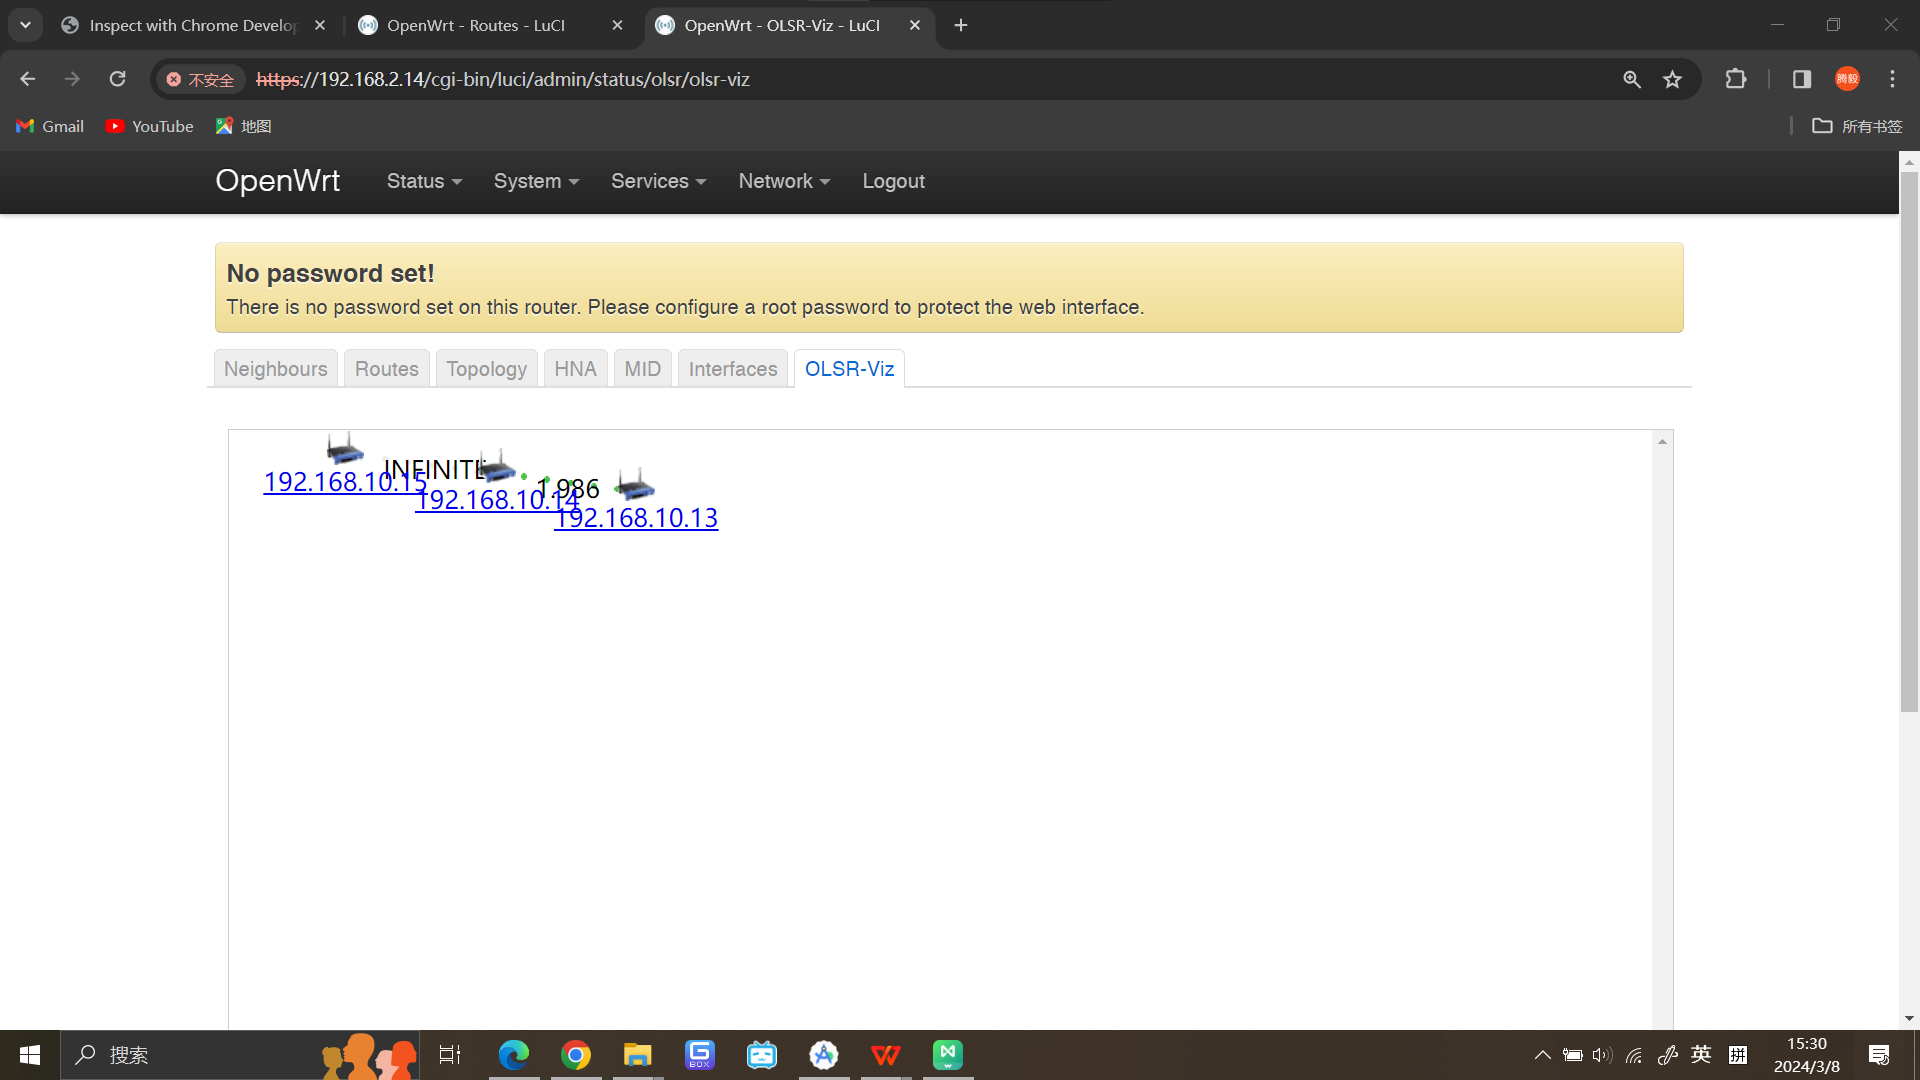 Inspect with Chrome Develop
OpenWrt - Routes - LuCI
OpenWrt - OLSR-Viz - LuCI
不安全
https://192.168.2.14/cgi-bin/luci/admin/status/olsr/olsr-viz
腾毅
Gmail
YouTube
地图
所有书签
OpenWrt
Status
System
Services
Network
Logout
No password set!
There is no password set on this router. Please configure a root password to protect the web interface.
Neighbours
Routes
Topology
HNA
MID
Interfaces
OLSR-Viz
INFINITE
192.168.10.15
1.986
192.168.10.14
192.168.10.13
搜索
G
BOX
英
拼
15:30
2024/3/8